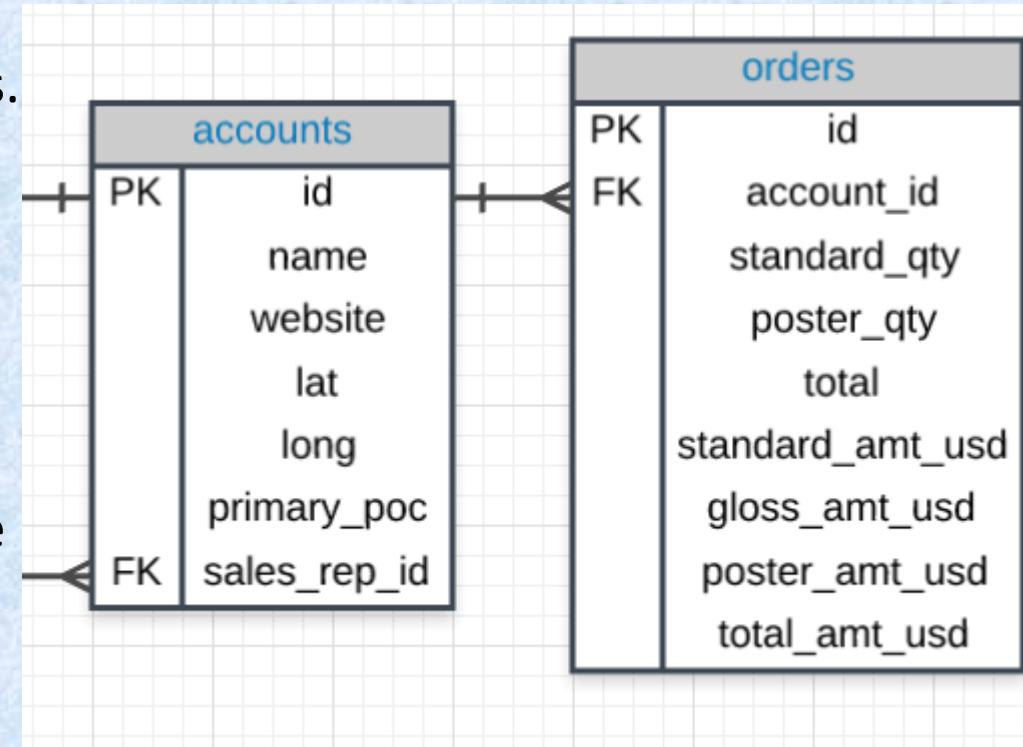 s.
accounts
PK id
name
website
lat
long
primary_poc
FK sales_rep_id
e
orders
PK id
FK account_id
standard_qty
poster_qty
total
standard_amt_usd
gloss_amt_usd
poster_amt_usd
total_amt_usd